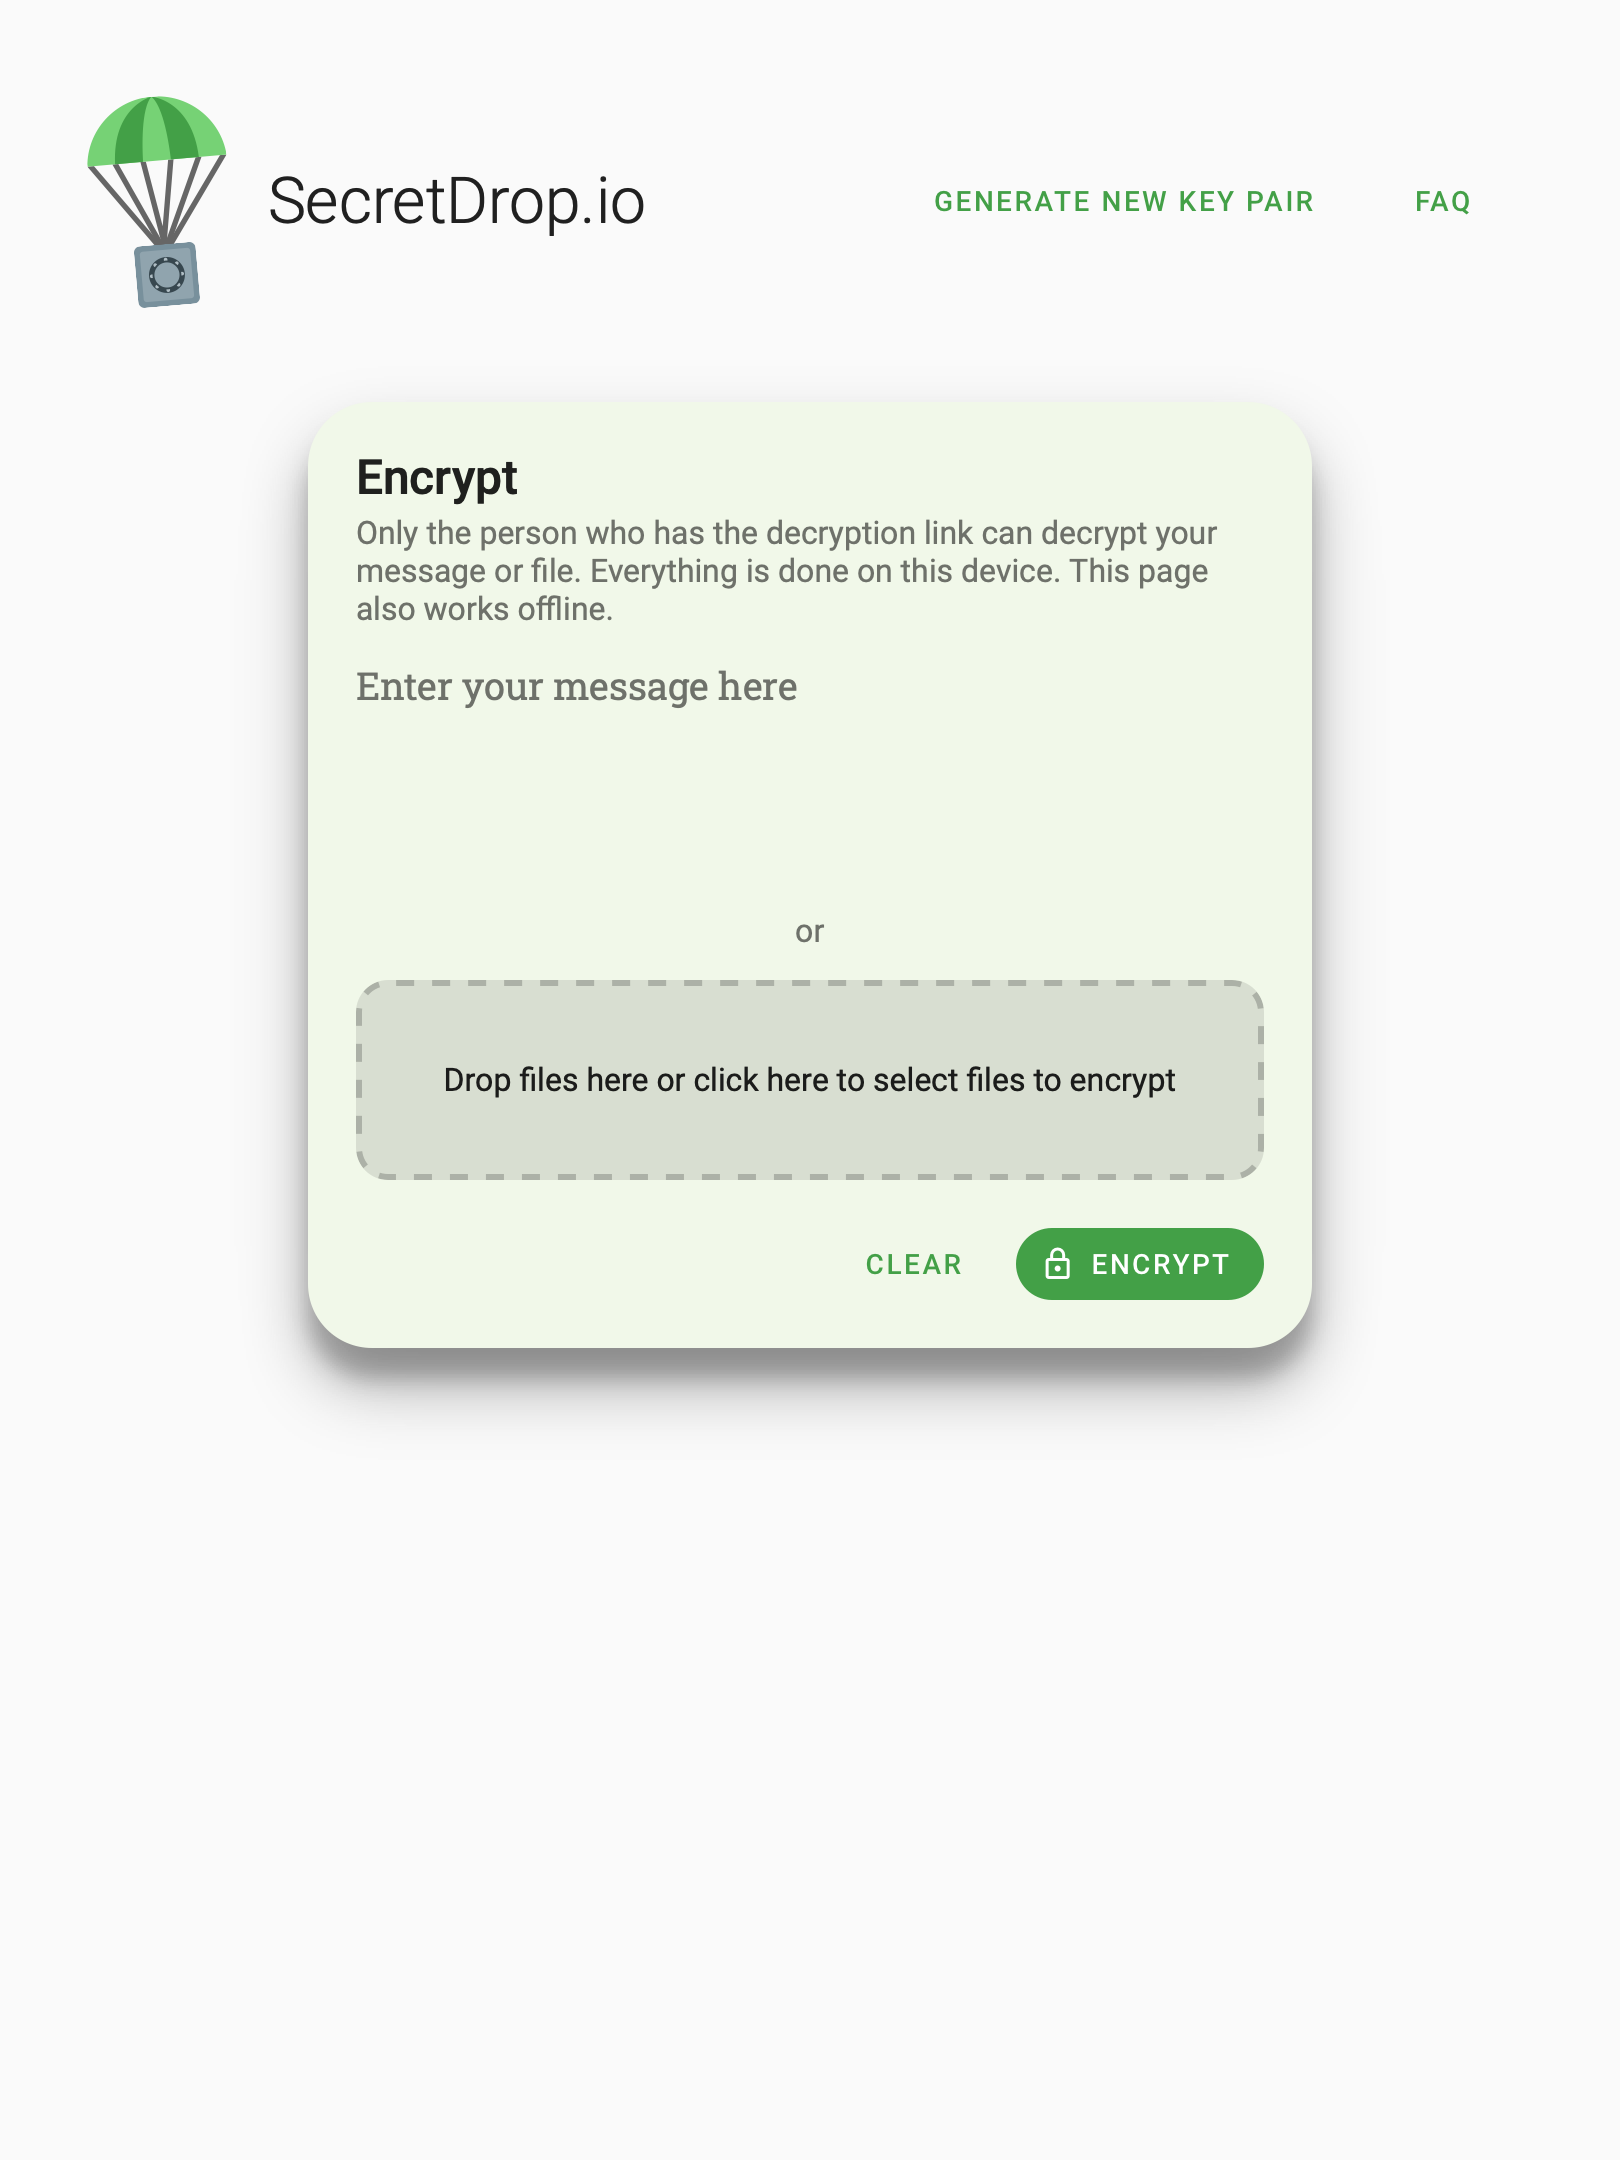 SecretDrop.io
GENERATE NEW KEY PAIR
FAQ
Encrypt
Only the person who has the decryption link can decrypt your
message or file. Everything is done on this device. This page
also works offline.
Enter your message here
or
Drop files here or click here to select files to encrypt
CLEAR
ENCRYPT